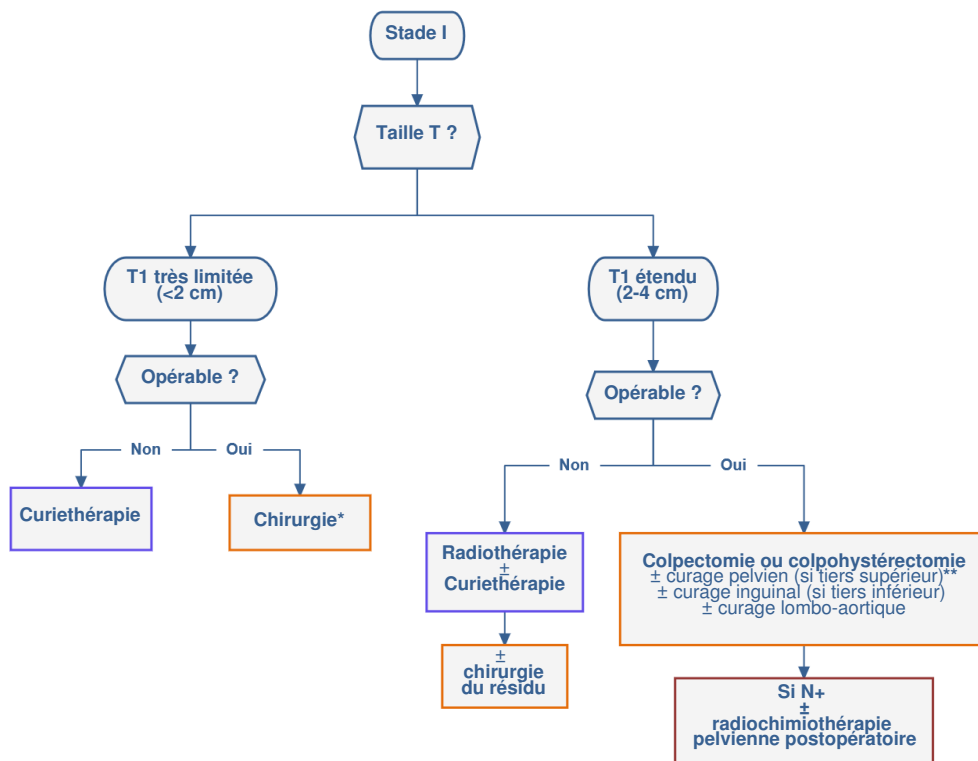 Stade I
Taille T ?
T1 très limitée
(<2 cm)
T1 étendu
(2-4 cm)
Opérable ?
Opérable ?
Non
Oui
Non
Oui
Curiethérapie
Chirurgie*
Radiothérapie
±
Curiethérapie
Colpectomie ou colpohystérectomie
± curage pelvien (si tiers supérieur)**
± curage inguinal (si tiers inférieur)
± curage lombo-aortique
±
chirurgie
du résidu
Si N+
±
radiochimiothérapie
pelvienne postopératoire